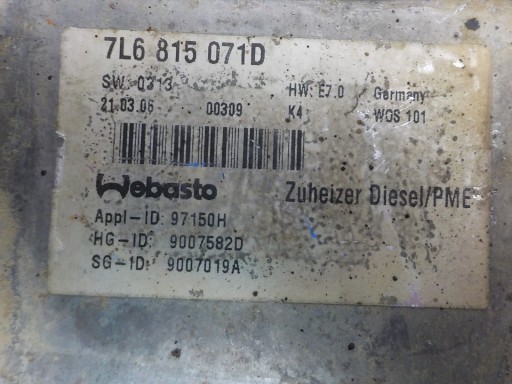 7L6 815 071D
SW: 0313 HW: E7.0 Germany
21.03.06 00309 K4 WOS 101
Webasto Zuheizer Diesel/PME
Appl-ID: 97150H
HG-ID: 9007582D
SG-ID: 9007019A